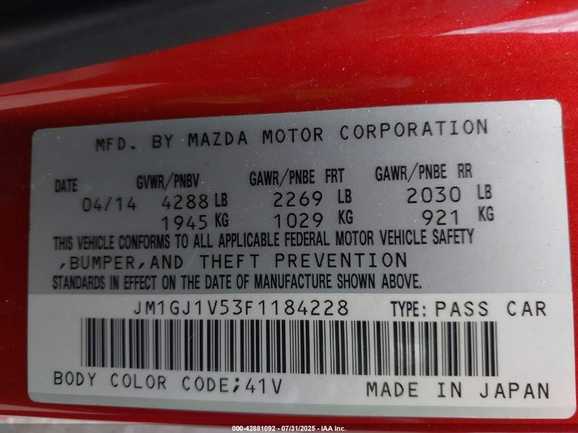 MFD. BY MAZDA MOTOR CORPORATION
DATE GVWR/PNBV GAWR/PNBE FRT GAWR/PNBE RR
04/14 4288 LB 2269 LB 2030 LB
1945 KG 1029 KG 921 KG
THIS VEHICLE CONFORMS TO ALL APPLICABLE FEDERAL MOTOR VEHICLE SAFETY
,BUMPER,AND THEFT PREVENTION
STANDARDS IN EFFECT ON THE DATE OF MANUFACTURE SHOWN ABOVE.
JM1GJ1V53F1184228 TYPE: PASS CAR
BODY COLOR CODE;41V MADE IN JAPAN
000-42881092 - 07/31/2025 - IAA Inc.